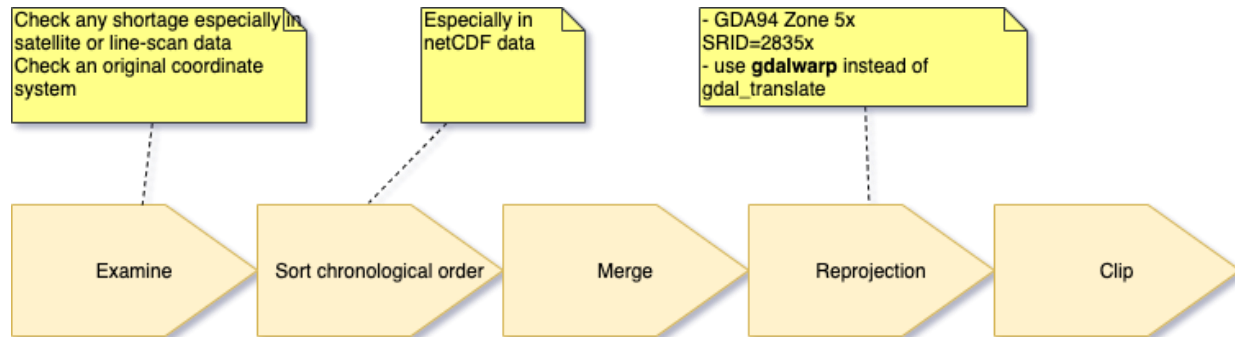 Check any shortage especially in
satellite or line-scan data
Check an original coordinate
system
Especially in
netCDF data
- GDA94 Zone 5x
SRID=2835x
- use gdalwarp instead of
gdal_translate
Examine
Sort chronological order
Merge
Reprojection
Clip